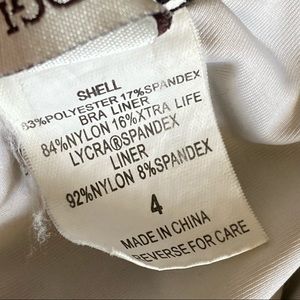 SHELL
83%POLYESTER 17%SPANDEX
BRA LINER
84%NYLON 16%XTRA LIFE
LYCRA®SPANDEX
LINER
92%NYLON 8%SPANDEX
4
MADE IN CHINA
REVERSE FOR CARE